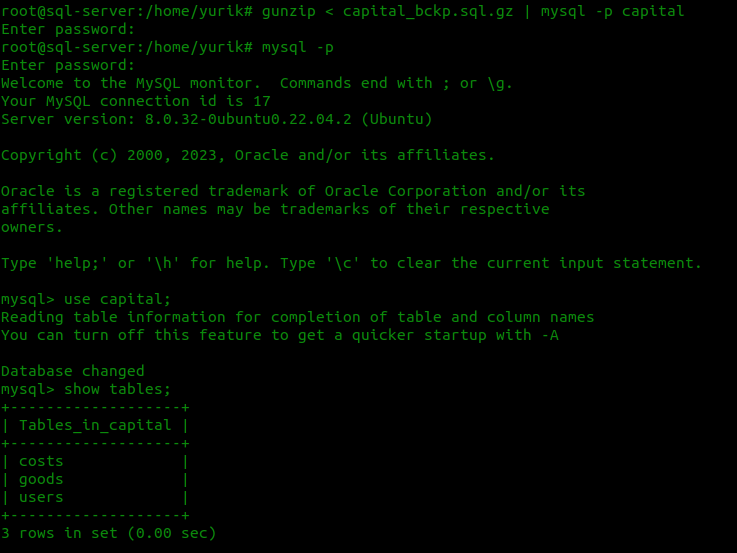 root@sql-server:/home/yurik# gunzip < capital_bckp.sql.gz | mysql -p capital
Enter password:
root@sql-server:/home/yurik# mysql -p
Enter password:
Welcome to the MySQL monitor.  Commands end with ; or \g.
Your MySQL connection id is 17
Server version: 8.0.32-0ubuntu0.22.04.2 (Ubuntu)

Copyright (c) 2000, 2023, Oracle and/or its affiliates.

Oracle is a registered trademark of Oracle Corporation and/or its
affiliates. Other names may be trademarks of their respective
owners.

Type 'help;' or '\h' for help. Type '\c' to clear the current input statement.

mysql> use capital;
Reading table information for completion of table and column names
You can turn off this feature to get a quicker startup with -A

Database changed
mysql> show tables;
+-------------------+
| Tables_in_capital |
+-------------------+
| costs             |
| goods             |
| users             |
+-------------------+
3 rows in set (0.00 sec)